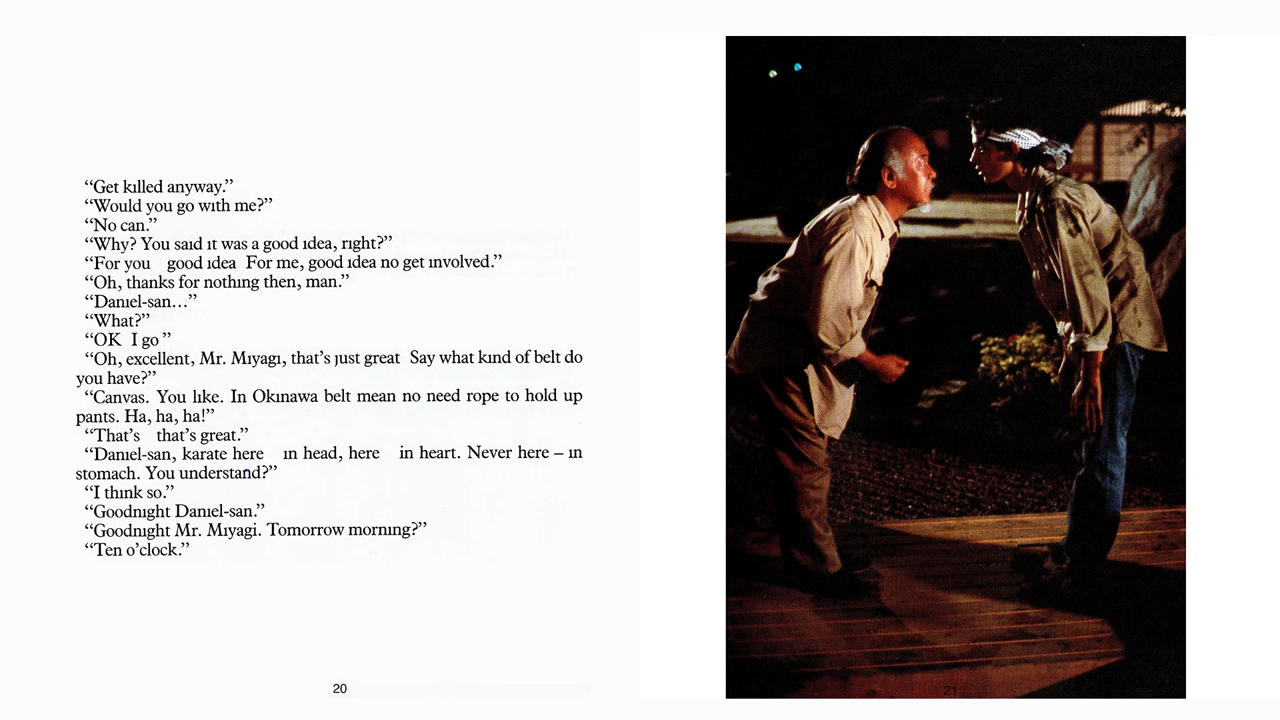 “Get killed anyway.”
“Would you go with me?”
“No can.”
“Why? You said it was a good idea, right?”
“For you   good idea  For me, good idea no get involved.”
“Oh, thanks for nothing then, man.”
“Daniel-san...”
“What?”
“OK  I go ”
“Oh, excellent, Mr. Miyagi, that’s just great  Say what kind of belt do
you have?”
“Canvas. You like. In Okinawa belt mean no need rope to hold up
pants. Ha, ha, ha!”
“That’s   that’s great.”
“Daniel-san, karate here   in head, here   in heart. Never here – in
stomach. You understand?”
“I think so.”
“Goodnight Daniel-san.”
“Goodnight Mr. Miyagi. Tomorrow morning?”
“Ten o’clock.”
20
21